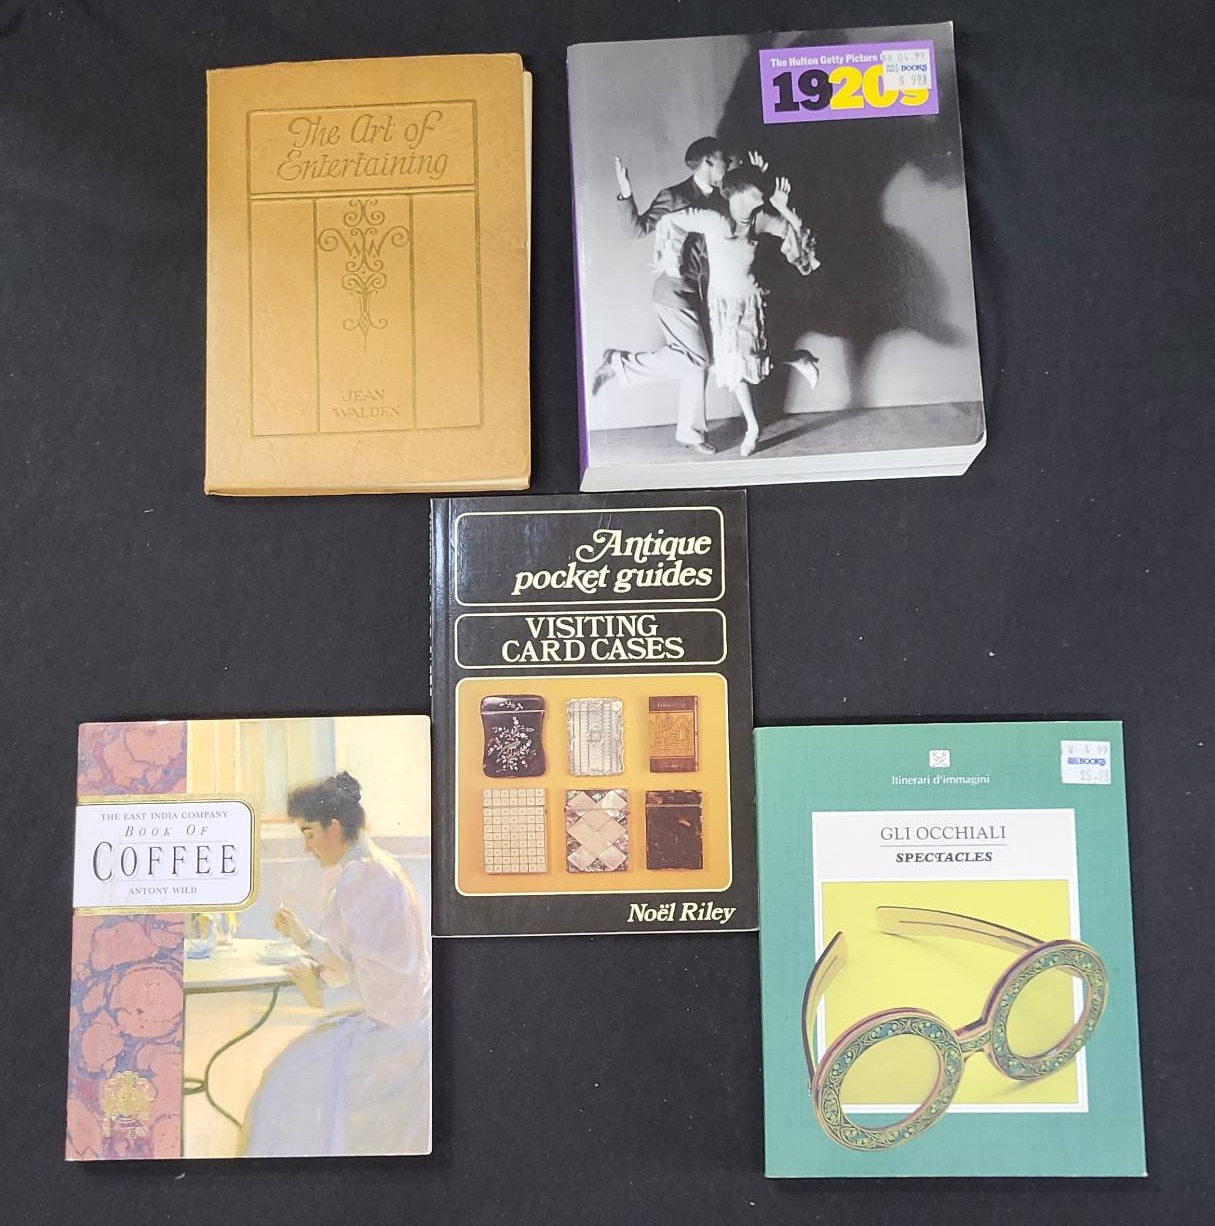 The Art of
Entertaining
JEAN
WALDEN
The Hulton Getty Picture
1920s
BOOKS
Antique
pocket guides
VISITING
CARD CASES
Noël Riley
THE EAST INDIA COMPANY
BOOK OF
COFFEE
ANTONY WILD
Itinerari d'immagini
BOOKS
GLI OCCHIALI
SPECTACLES